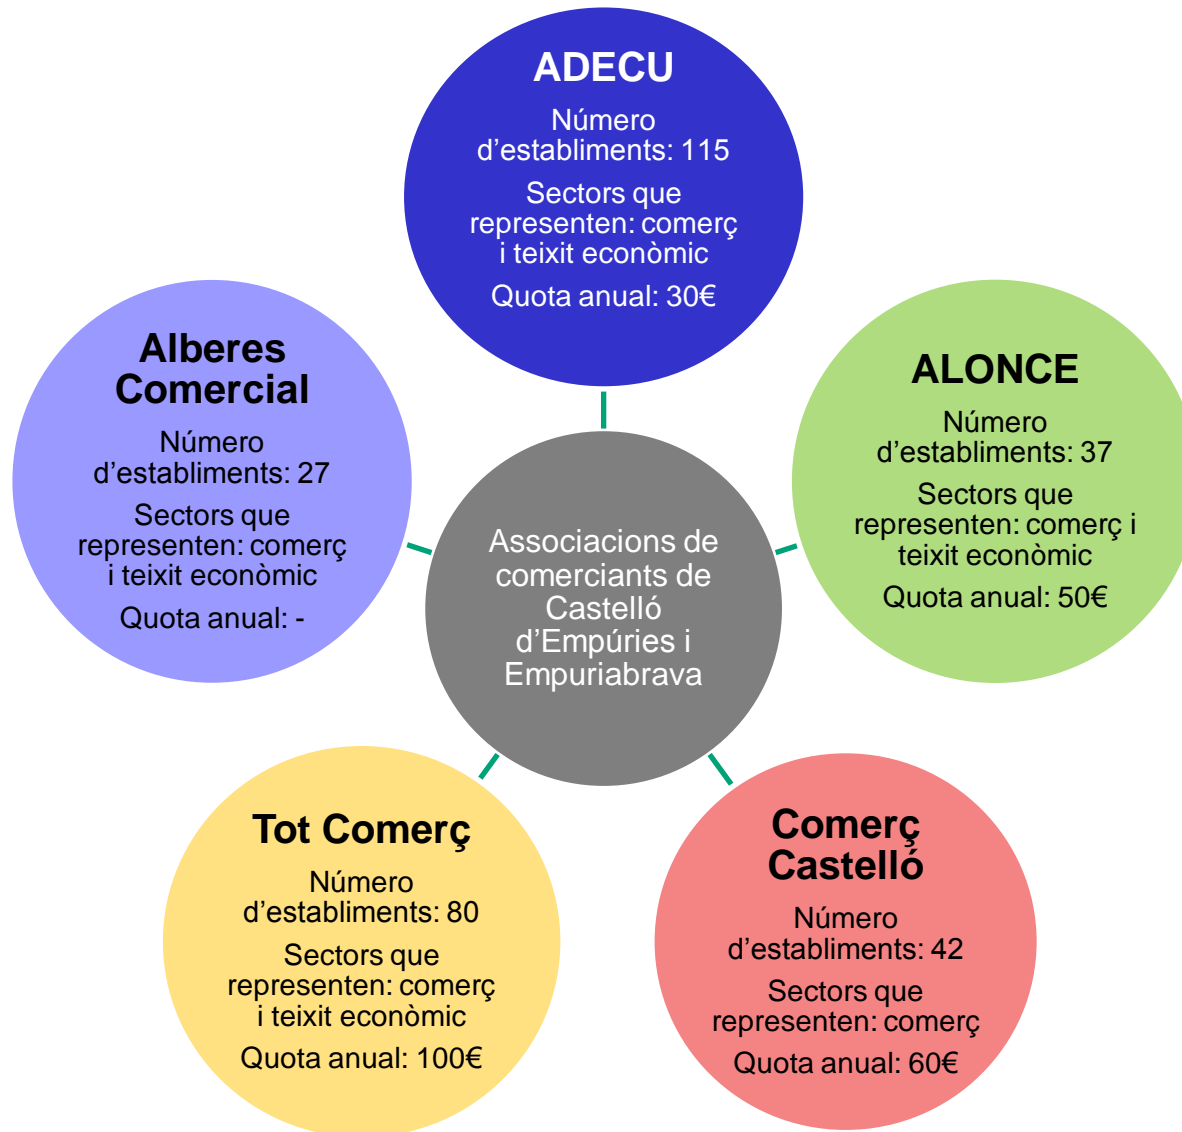 ADECU
Número
d’establiments: 115
Sectors que
representen: comerç
i teixit econòmic
Quota anual: 30€
Alberes
Comercial
Número
d’establiments: 27
Sectors que
representen: comerç
i teixit econòmic
Quota anual: -
ALONCE
Número
d’establiments: 37
Sectors que
representen: comerç i
teixit econòmic
Quota anual: 50€
Associacions de
comerciants de
Castelló
d’Empúries i
Empuriabrava
Tot Comerç
Número
d’establiments: 80
Sectors que
representen: comerç
i teixit econòmic
Quota anual: 100€
Comerç
Castelló
Número
d’establiments: 42
Sectors que
representen: comerç
Quota anual: 60€